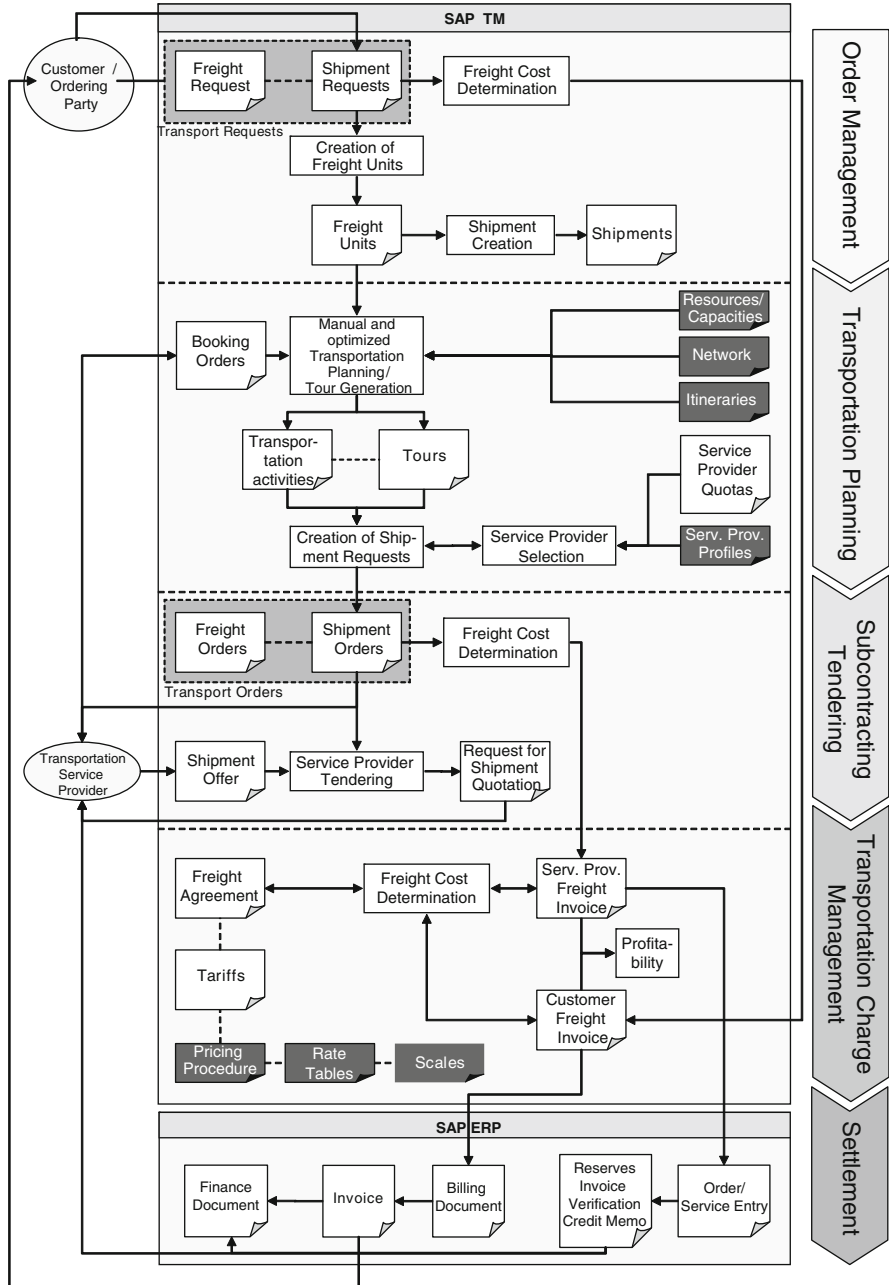 SAP TM
Customer /
Ordering
Party
Freight
Request
Shipment
Requests
Freight Cost
Determination
Transport Requests
Creation of
Freight Units
Freight
Units
Shipment
Creation
Shipments
Order Management
Booking
Orders
Manual and
optimized
Transportation
Planning/
Tour Generation
Resources/
Capacities
Network
Itineraries
Transpor-
tation
activities
Tours
Service
Provider
Quotas
Creation of Ship-
ment Requests
Service Provider
Selection
Serv. Prov.
Profiles
Transportation Planning
Freight
Orders
Shipment
Orders
Freight Cost
Determination
Transport Orders
Transportation
Service
Provider
Shipment
Offer
Service Provider
Tendering
Request for
Shipment
Quotation
Subcontracting
Tendering
Freight
Agreement
Freight Cost
Determination
Serv. Prov.
Freight
Invoice
Profita-
bility
Tariffs
Customer
Freight
Invoice
Pricing
Procedure
Rate
Tables
Scales
Transportation Charge
Management
SAP ERP
Finance
Document
Invoice
Billing
Document
Reserves
Invoice
Verification
Credit Memo
Order/
Service Entry
Settlement